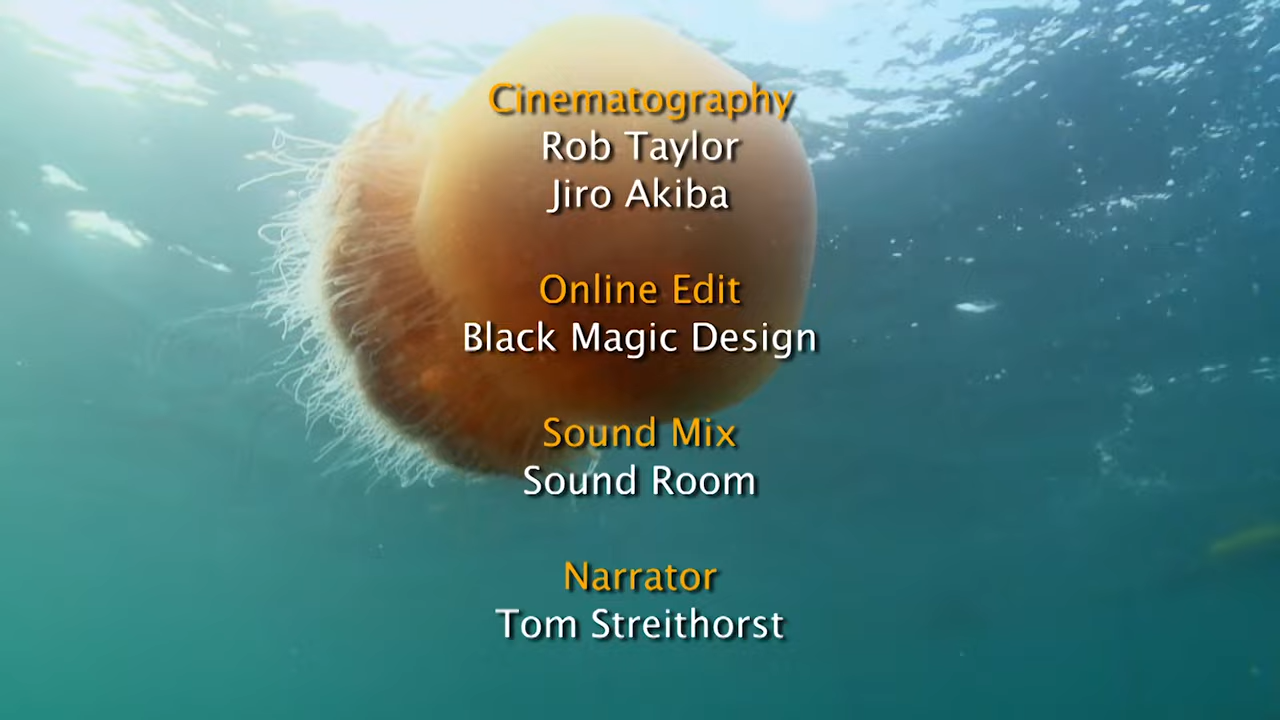 Cinematography
Rob Taylor
Jiro Akiba
Online Edit
Black Magic Design
Sound Mix
Sound Room
Narrator
Tom Streithorst